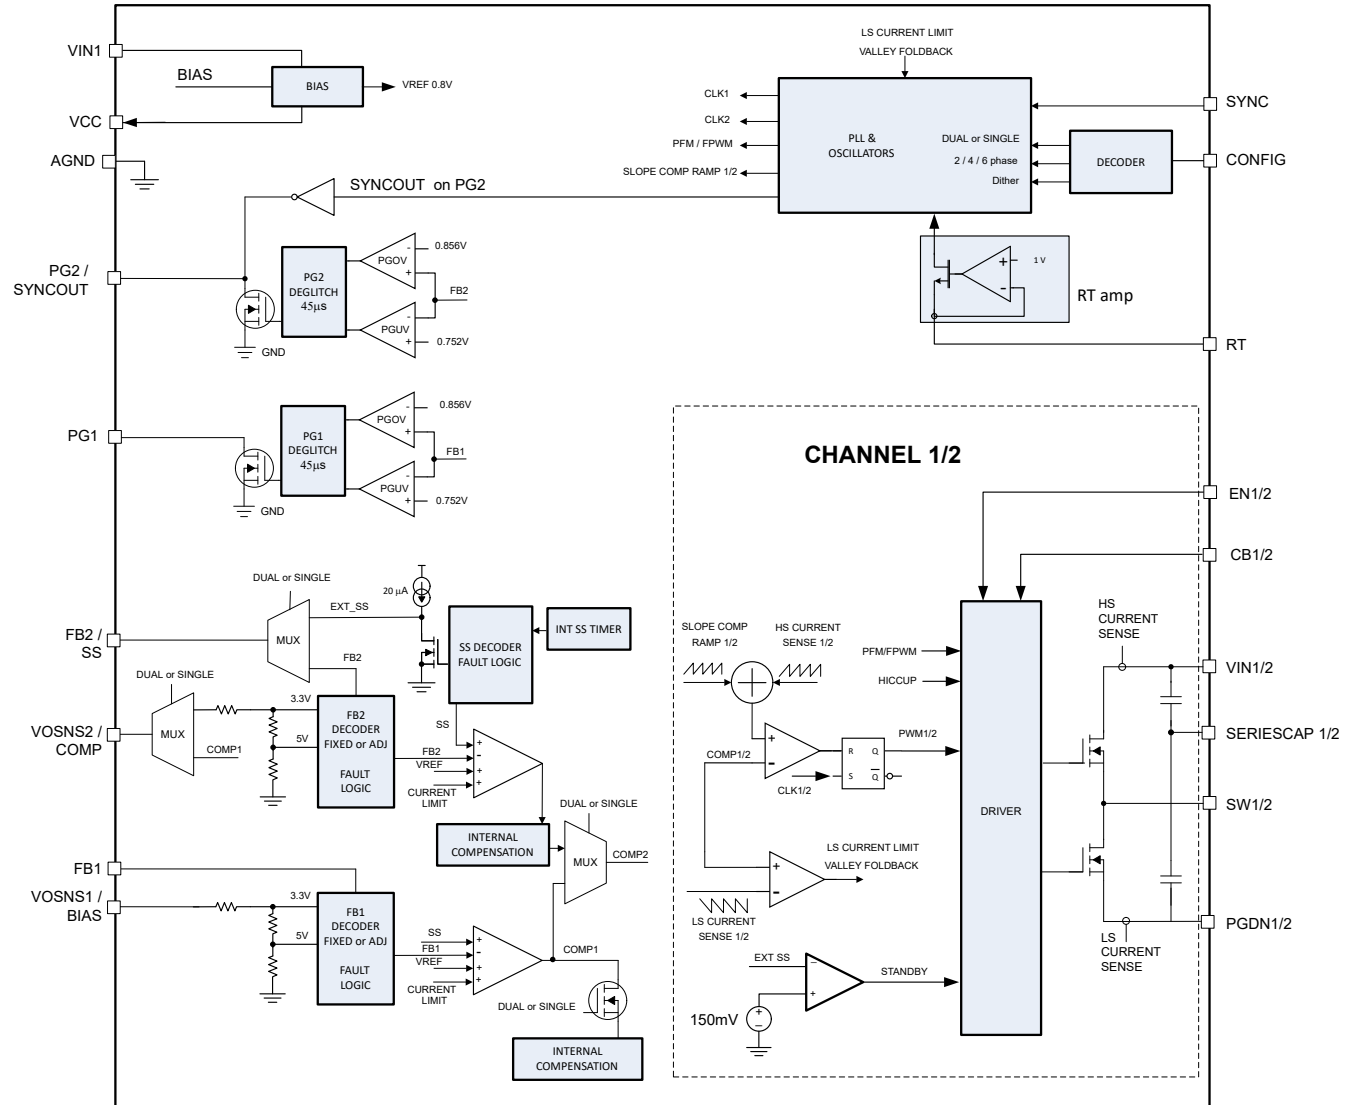 VIN1
BIAS
BIAS
VREF 0.8V
VCC
AGND
SYNCOUT on PG2
PG2 /
SYNCOUT
PG2
DEGLITCH
45µs
PGOV
-
+
0.856V
FB2
PGUV
-
+
0.752V
GND
PG1
PG1
DEGLITCH
45µs
PGOV
-
+
0.856V
FB1
PGUV
-
+
0.752V
GND
LS CURRENT LIMIT
VALLEY FOLDBACK
CLK1
CLK2
PFM / FPWM
SLOPE COMP RAMP 1/2
PLL &
OSCILLATORS
DUAL or SINGLE
2 / 4 / 6 phase
Dither
DECODER
SYNC
CONFIG
+
-
1 V
RT amp
RT
DUAL or SINGLE
20 µA
EXT_SS
MUX
FB2
FB2 /
SS
SS DECODER
FAULT LOGIC
INT SS TIMER
DUAL or SINGLE
MUX
COMP1
VOSNS2 /
COMP
3.3V
5V
FB2
DECODER
FIXED or ADJ
FAULT
LOGIC
SS
FB2
VREF
CURRENT
LIMIT
+
-
+
+
INTERNAL
COMPENSATION
DUAL or SINGLE
MUX
COMP2
FB1
VOSNS1 /
BIAS
3.3V
5V
FB1
DECODER
FIXED or ADJ
FAULT
LOGIC
SS
FB1
VREF
CURRENT
LIMIT
+
-
+
+
COMP1
DUAL or SINGLE
INTERNAL
COMPENSATION
CHANNEL 1/2
EN1/2
CB1/2
SLOPE COMP
RAMP 1/2
HS CURRENT
SENSE 1/2
PFM/FPWM
HICCUP
COMP1/2
+
-
R
Q
S
Q
PWM1/2
CLK1/2
+
-
LS CURRENT LIMIT
VALLEY FOLDBACK
LS CURRENT
SENSE 1/2
EXT SS
-
+
STANDBY
150mV
+
-
DRIVER
HS
CURRENT
SENSE
VIN1/2
SERIESCAP 1/2
SW1/2
PGDN1/2
LS
CURRENT
SENSE